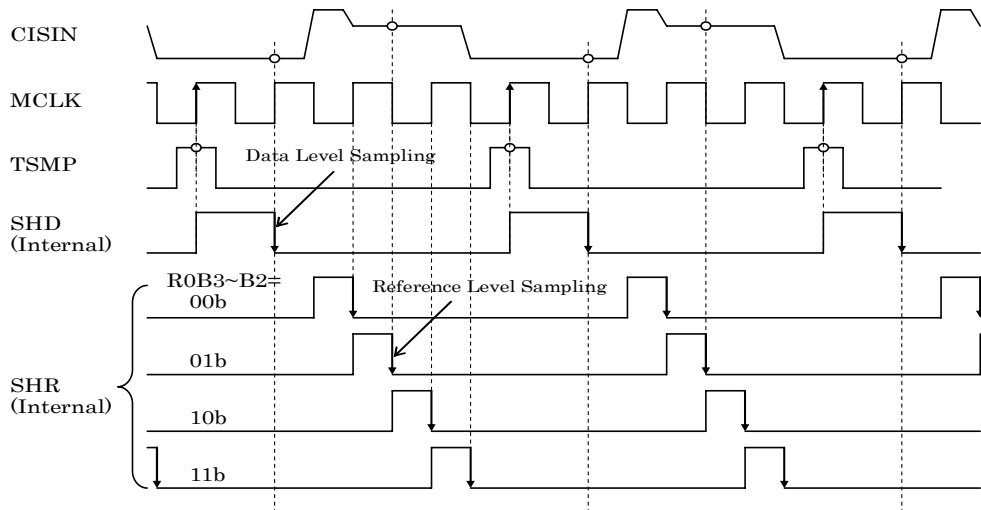 CISIN
MCLK
TSMP
Data Level Sampling
SHD
(Internal)
R0B3~B2=
00b
Reference Level Sampling
01b
SHR
(Internal)
10b
11b